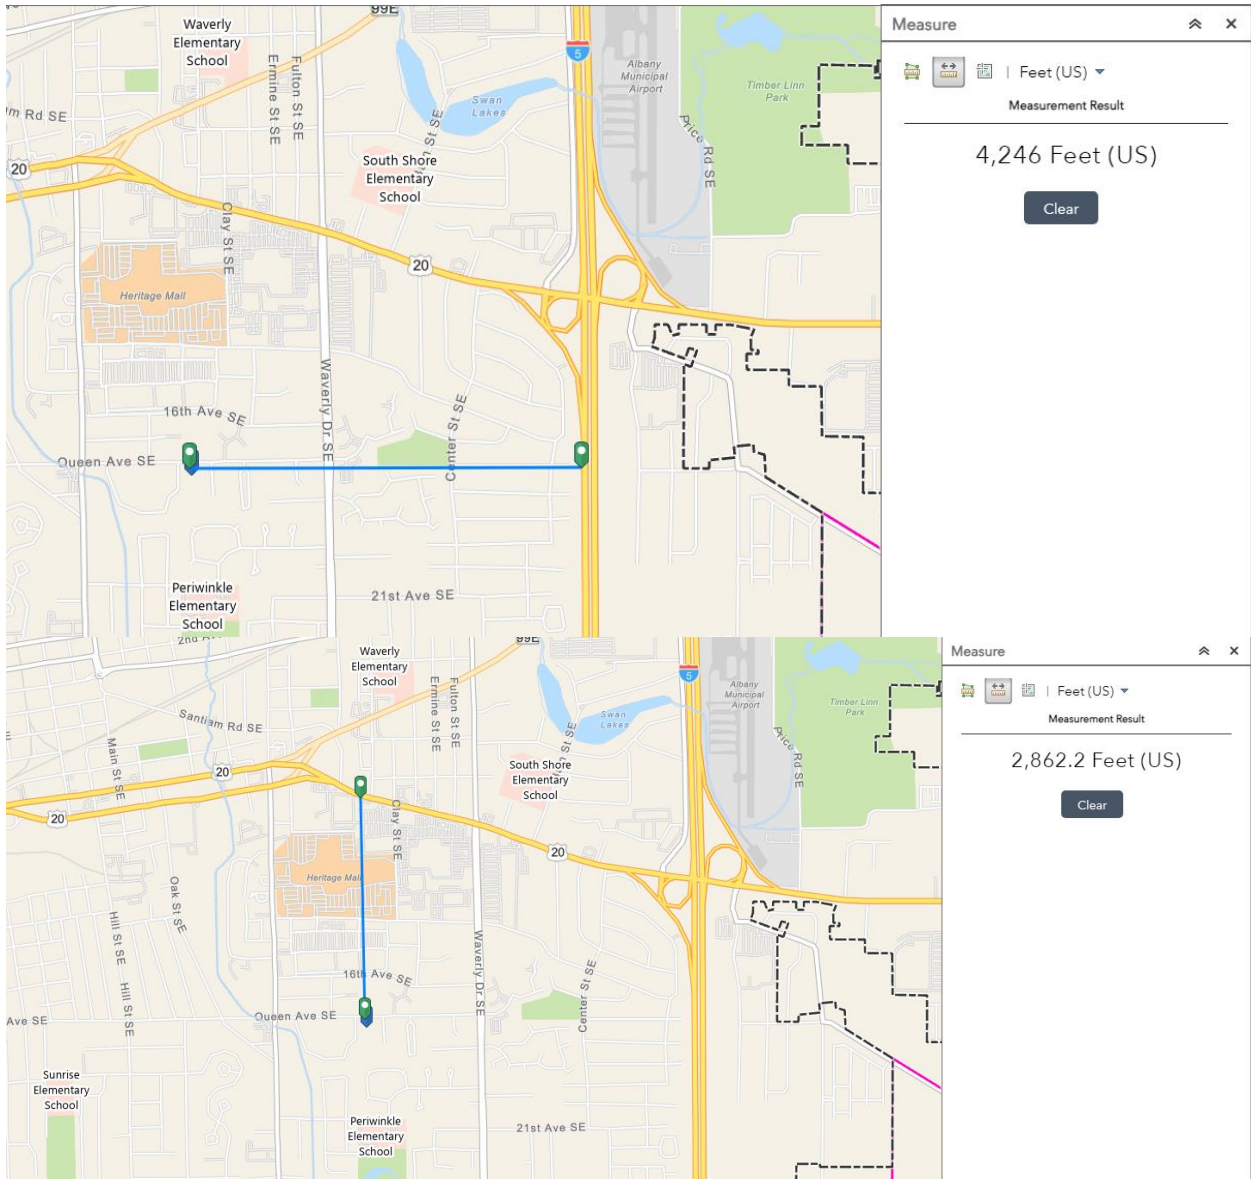 99E
Waverly
Elementary
School
Ermine St SE
Fulton St SE
5
Albany
Municipal
Airport
Timber Linn
Park
Swan
Lakes
Price Rd SE
m Rd SE
South Shore
Elementary
School
St SE
20
Clay St SE
20
Heritage Mall
Waverly Dr SE
16th Ave SE
Center St SE
Queen Ave SE
Periwinkle
Elementary
School
21st Ave SE
Measure
Feet (US)
Measurement Result
4,246 Feet (US)
Clear
99E
Waverly
Elementary
School
Ermine St SE
Fulton St SE
5
Albany
Municipal
Airport
Timber Linn
Park
Swan
Lakes
Price Rd SE
Santiam Rd SE
Main St SE
South Shore
Elementary
School
St SE
20
20
Clay St SE
20
Heritage Mall
Oak St SE
Hill St SE
Hill St SE
Waverly Dr SE
16th Ave SE
Center St SE
Ave SE
Queen Ave SE
Sunrise
Elementary
School
Periwinkle
Elementary
School
21st Ave SE
Measure
Feet (US)
Measurement Result
2,862.2 Feet (US)
Clear